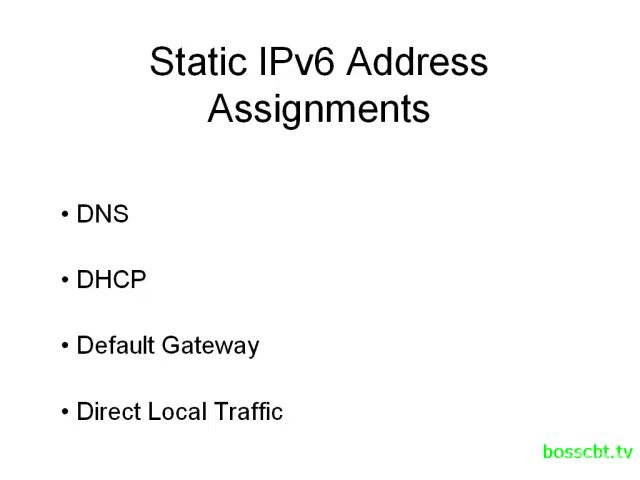 Static IPv6 Address
Assignments
• DNS
• DHCP
• Default Gateway
• Direct Local Traffic
bosscbt.tv